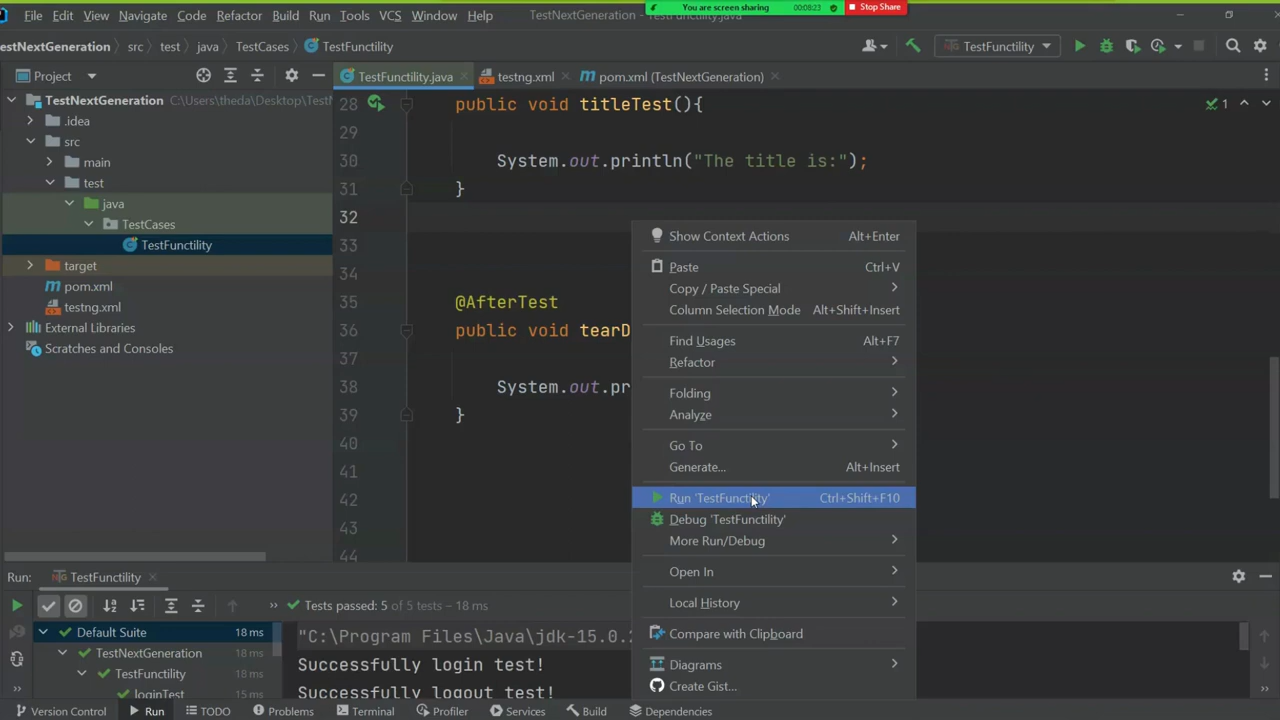 File Edit View Navigate Code Refactor Build Run Tools VCS Window Help TestNextGeneration - TestFunctility.java
You are screen sharing 00:08:23 Stop Share
estNextGeneration src test java TestCases TestFunctility TestFunctility
Project TestFunctility.java testng.xml pom.xml (TestNextGeneration)
TestNextGeneration C:\Users\theda\Desktop\TestN
.idea
src
main
test
java
TestCases
TestFunctility
target
pom.xml
testng.xml
External Libraries
Scratches and Consoles
1
28 public void titleTest(){
29
30 System.out.println("The title is:");
31 }
32
33
34
35 @AfterTest
36 public void tearD
37
38 System.out.pr
39 }
40
41
42
43
44
Show Context Actions Alt+Enter
Paste Ctrl+V
Copy / Paste Special
Column Selection Mode Alt+Shift+Insert
Find Usages Alt+F7
Refactor
Folding
Analyze
Go To
Generate... Alt+Insert
Run 'TestFunctility' Ctrl+Shift+F10
Debug 'TestFunctility'
More Run/Debug
Open In
Local History
Compare with Clipboard
Diagrams
Create Gist...
Run: TestFunctility
Tests passed: 5 of 5 tests – 18 ms
Default Suite 18 ms
TestNextGeneration 18 ms
TestFunctility 18 ms
loginTest 15 ms
"C:\Program Files\Java\jdk-15.0.2
Successfully login test!
Successfully logout test!
Version Control Run TODO Problems Terminal Profiler Services Build Dependencies